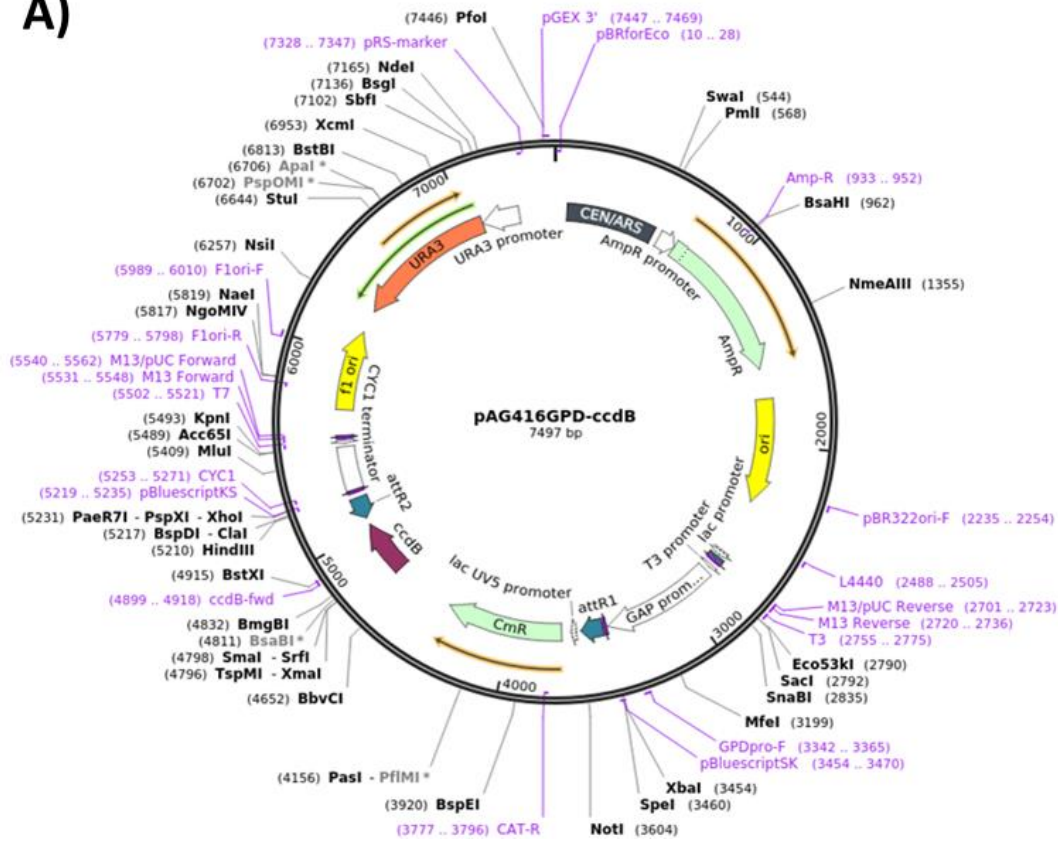 A)
(7446) PfoI
pGEX 3' (7447 .. 7469)
pBRforEco (10 .. 28)
(7328 .. 7347) pRS-marker
(7165) NdeI
(7136) BsgI
(7102) SbfI
(6953) XcmI
(6813) BstBI
(6706) ApaI *
(6702) PspOMI *
(6644) StuI
(6257) NsiI
(5989 .. 6010) F1ori-F
(5819) NaeI
(5817) NgoMIV
(5779 .. 5798) F1ori-R
(5540 .. 5562) M13/pUC Forward
(5531 .. 5548) M13 Forward
(5502 .. 5521) T7
(5493) KpnI
(5489) Acc65I
(5409) MluI
(5253 .. 5271) CYC1
(5219 .. 5235) pBluescriptKS
(5231) PaeR7I - PspXI - XhoI
(5217) BspDI - ClaI
(5210) HindIII
(4915) BstXI
(4899 .. 4918) ccdB-fwd
(4832) BmgBI
(4811) BsaBI *
(4798) SmaI - SrfI
(4796) TspMI - XmaI
(4652) BbvCI
(4156) PasI - PflMI *
(3920) BspEI
(3777 .. 3796) CAT-R
SwaI (544)
PmlI (568)
Amp-R (933 .. 952)
BsaHI (962)
NmeAIII (1355)
pBR322ori-F (2235 .. 2254)
L4440 (2488 .. 2505)
M13/pUC Reverse (2701 .. 2723)
M13 Reverse (2720 .. 2736)
T3 (2755 .. 2775)
Eco53kI (2790)
SacI (2792)
SnaBI (2835)
MfeI (3199)
GPDpro-F (3342 .. 3365)
pBluescriptSK (3454 .. 3470)
XbaI (3454)
SpeI (3460)
NotI (3604)
1000
2000
3000
4000
5000
6000
7000
CEN/ARS
AmpR promoter
AmpR
ori
lac promoter
T3 promoter
GAP prom...
attR1
lac UV5 promoter
CmR
ccdB
attR2
CYC1 terminator
f1 ori
URA3
URA3 promoter
pAG416GPD-ccdB
7497 bp